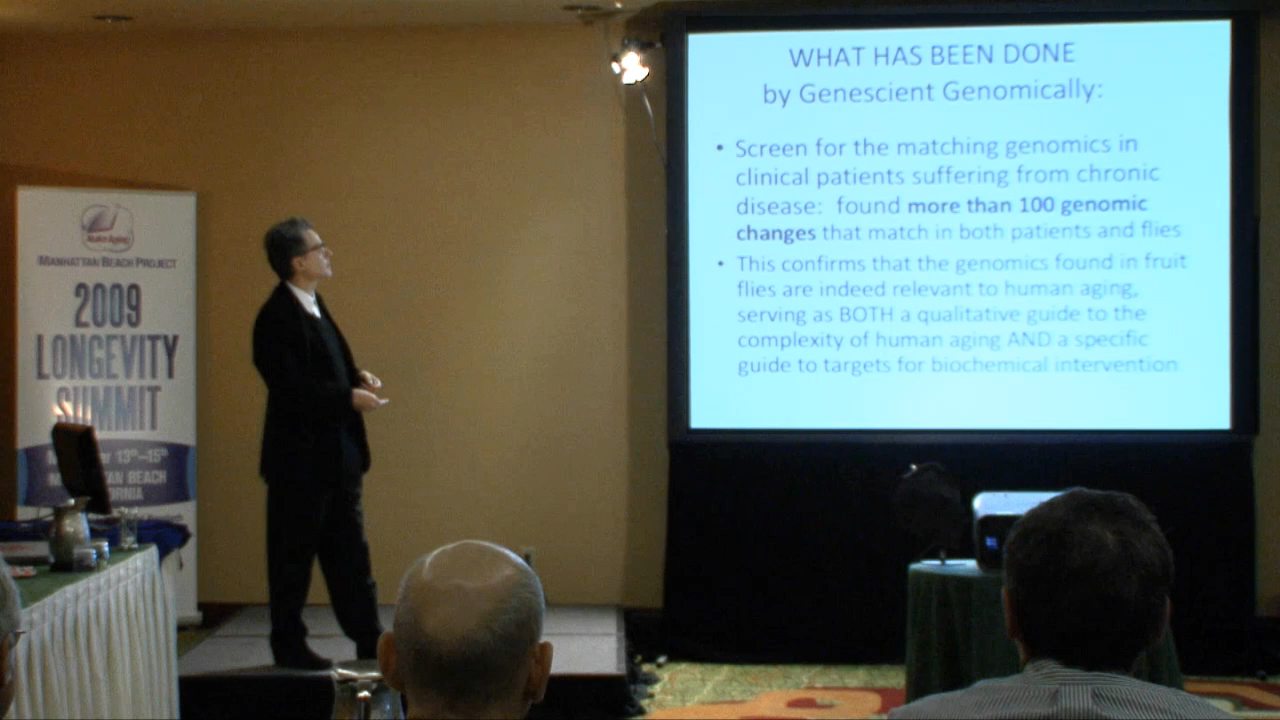 WHAT HAS BEEN DONE
by Genescient Genomically:
• Screen for the matching genomics in
clinical patients suffering from chronic
disease: found more than 100 genomic
changes that match in both patients and flies
• This confirms that the genomics found in fruit
flies are indeed relevant to human aging,
serving as BOTH a qualitative guide to the
complexity of human aging AND a specific
guide to targets for biochemical intervention
MANHATTAN BEACH PROJECT
2009
LONGEVITY
SUMMIT
13th–15th
BEACH